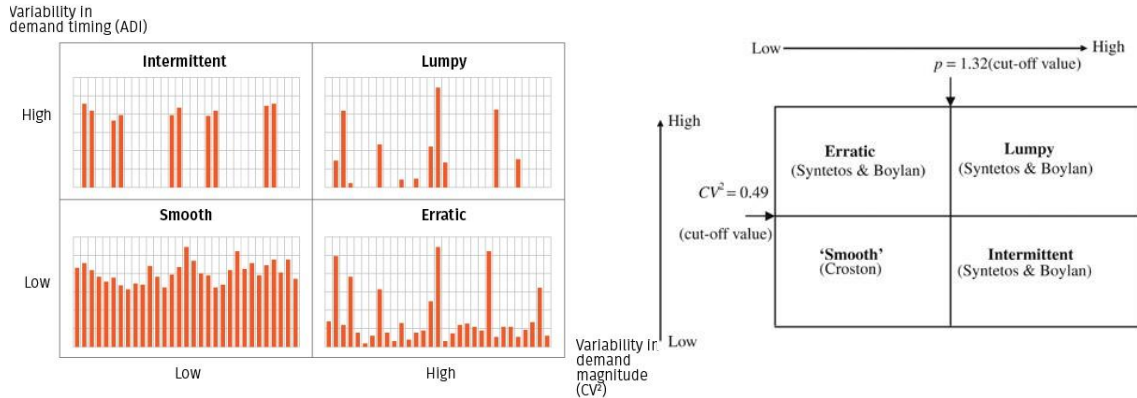 Variability in
demand timing (ADI)
Intermittent
Lumpy
High
Smooth
Erratic
Low
Low
High
Variability in
demand
magnitude
(CV²)
Low
High
p = 1.32(cut-off value)
High
Erratic
(Syntetos & Boylan)
Lumpy
(Syntetos & Boylan)
CV² = 0.49
(cut-off value)
'Smooth'
(Croston)
Intermittent
(Syntetos & Boylan)
Low